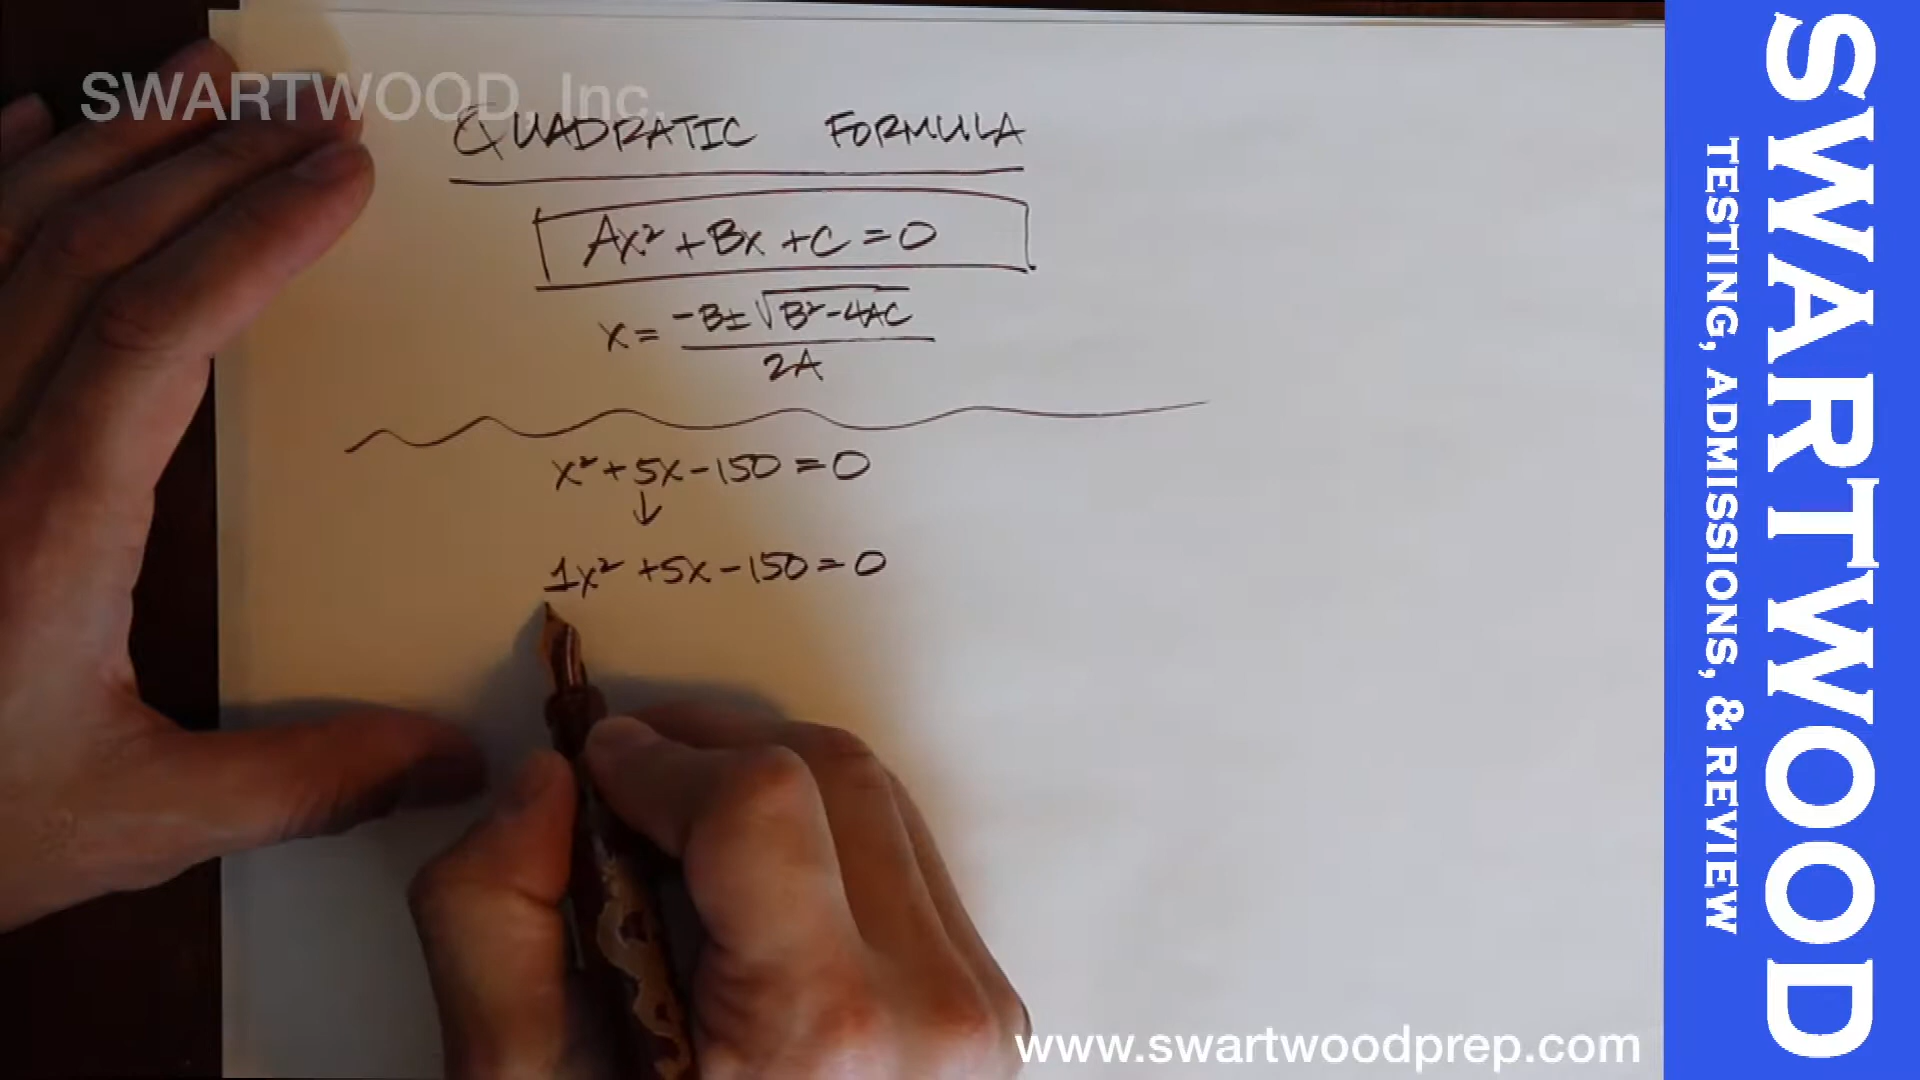 SWARTWOOD, Inc.
QUADRATIC FORMULA
Ax² + Bx + C = 0
x = -B ± √B² - 4AC / 2A
x² + 5x - 150 = 0
↓
1x² + 5x - 150 = 0
www.swartwoodprep.com
SWARTWOOD
TESTING, ADMISSIONS, & REVIEW